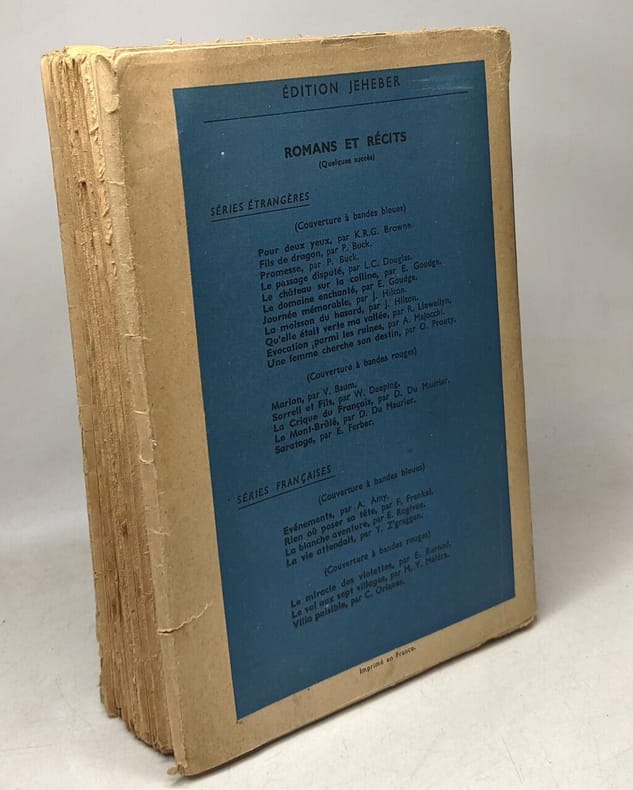 ÉDITION JEHEBER
ROMANS ET RÉCITS
(Quelques succès)
SÉRIES ÉTRANGÈRES
(Couverture à bandes bleues)
Pour deux yeux, par K.R.G. Browne.
Fils de dragon, par P. Buck.
Promesse, par P. Buck.
Le passage disputé, par L.C. Douglas.
Le château sur la colline, par E. Goudge.
Le domaine enchanté, par E. Goudge.
Journée mémorable, par J. Hilton.
La moisson du hasard, par J. Hilton.
Qu'elle était verte ma vallée, par R. Llewellyn.
Evocation parmi les ruines, par A. Majocchi.
Une femme cherche son destin, par O. Prouty.
(Couverture à bandes rouges)
Marion, par V. Baum.
Sorrell et Fils, par W. Deeping.
La Crique du Français, par D. Du Maurier.
Le Mont-Brûlé, par D. Du Maurier.
Saratoga, par E. Ferber.
SÉRIES FRANÇAISES
(Couverture à bandes bleues)
Evénements, par A. Amy.
Rien où poser sa tête, par F. Frenkel.
La blanche aventure, par E. Rogivue.
La vie attendait, par Y. Z'graggen.
(Couverture à bandes rouges)
Le miracle des violettes, par E. Burnod.
Le val aux sept villages, par M. Y.
Villa paisible, par C. Orianne.
Imprimé en France.